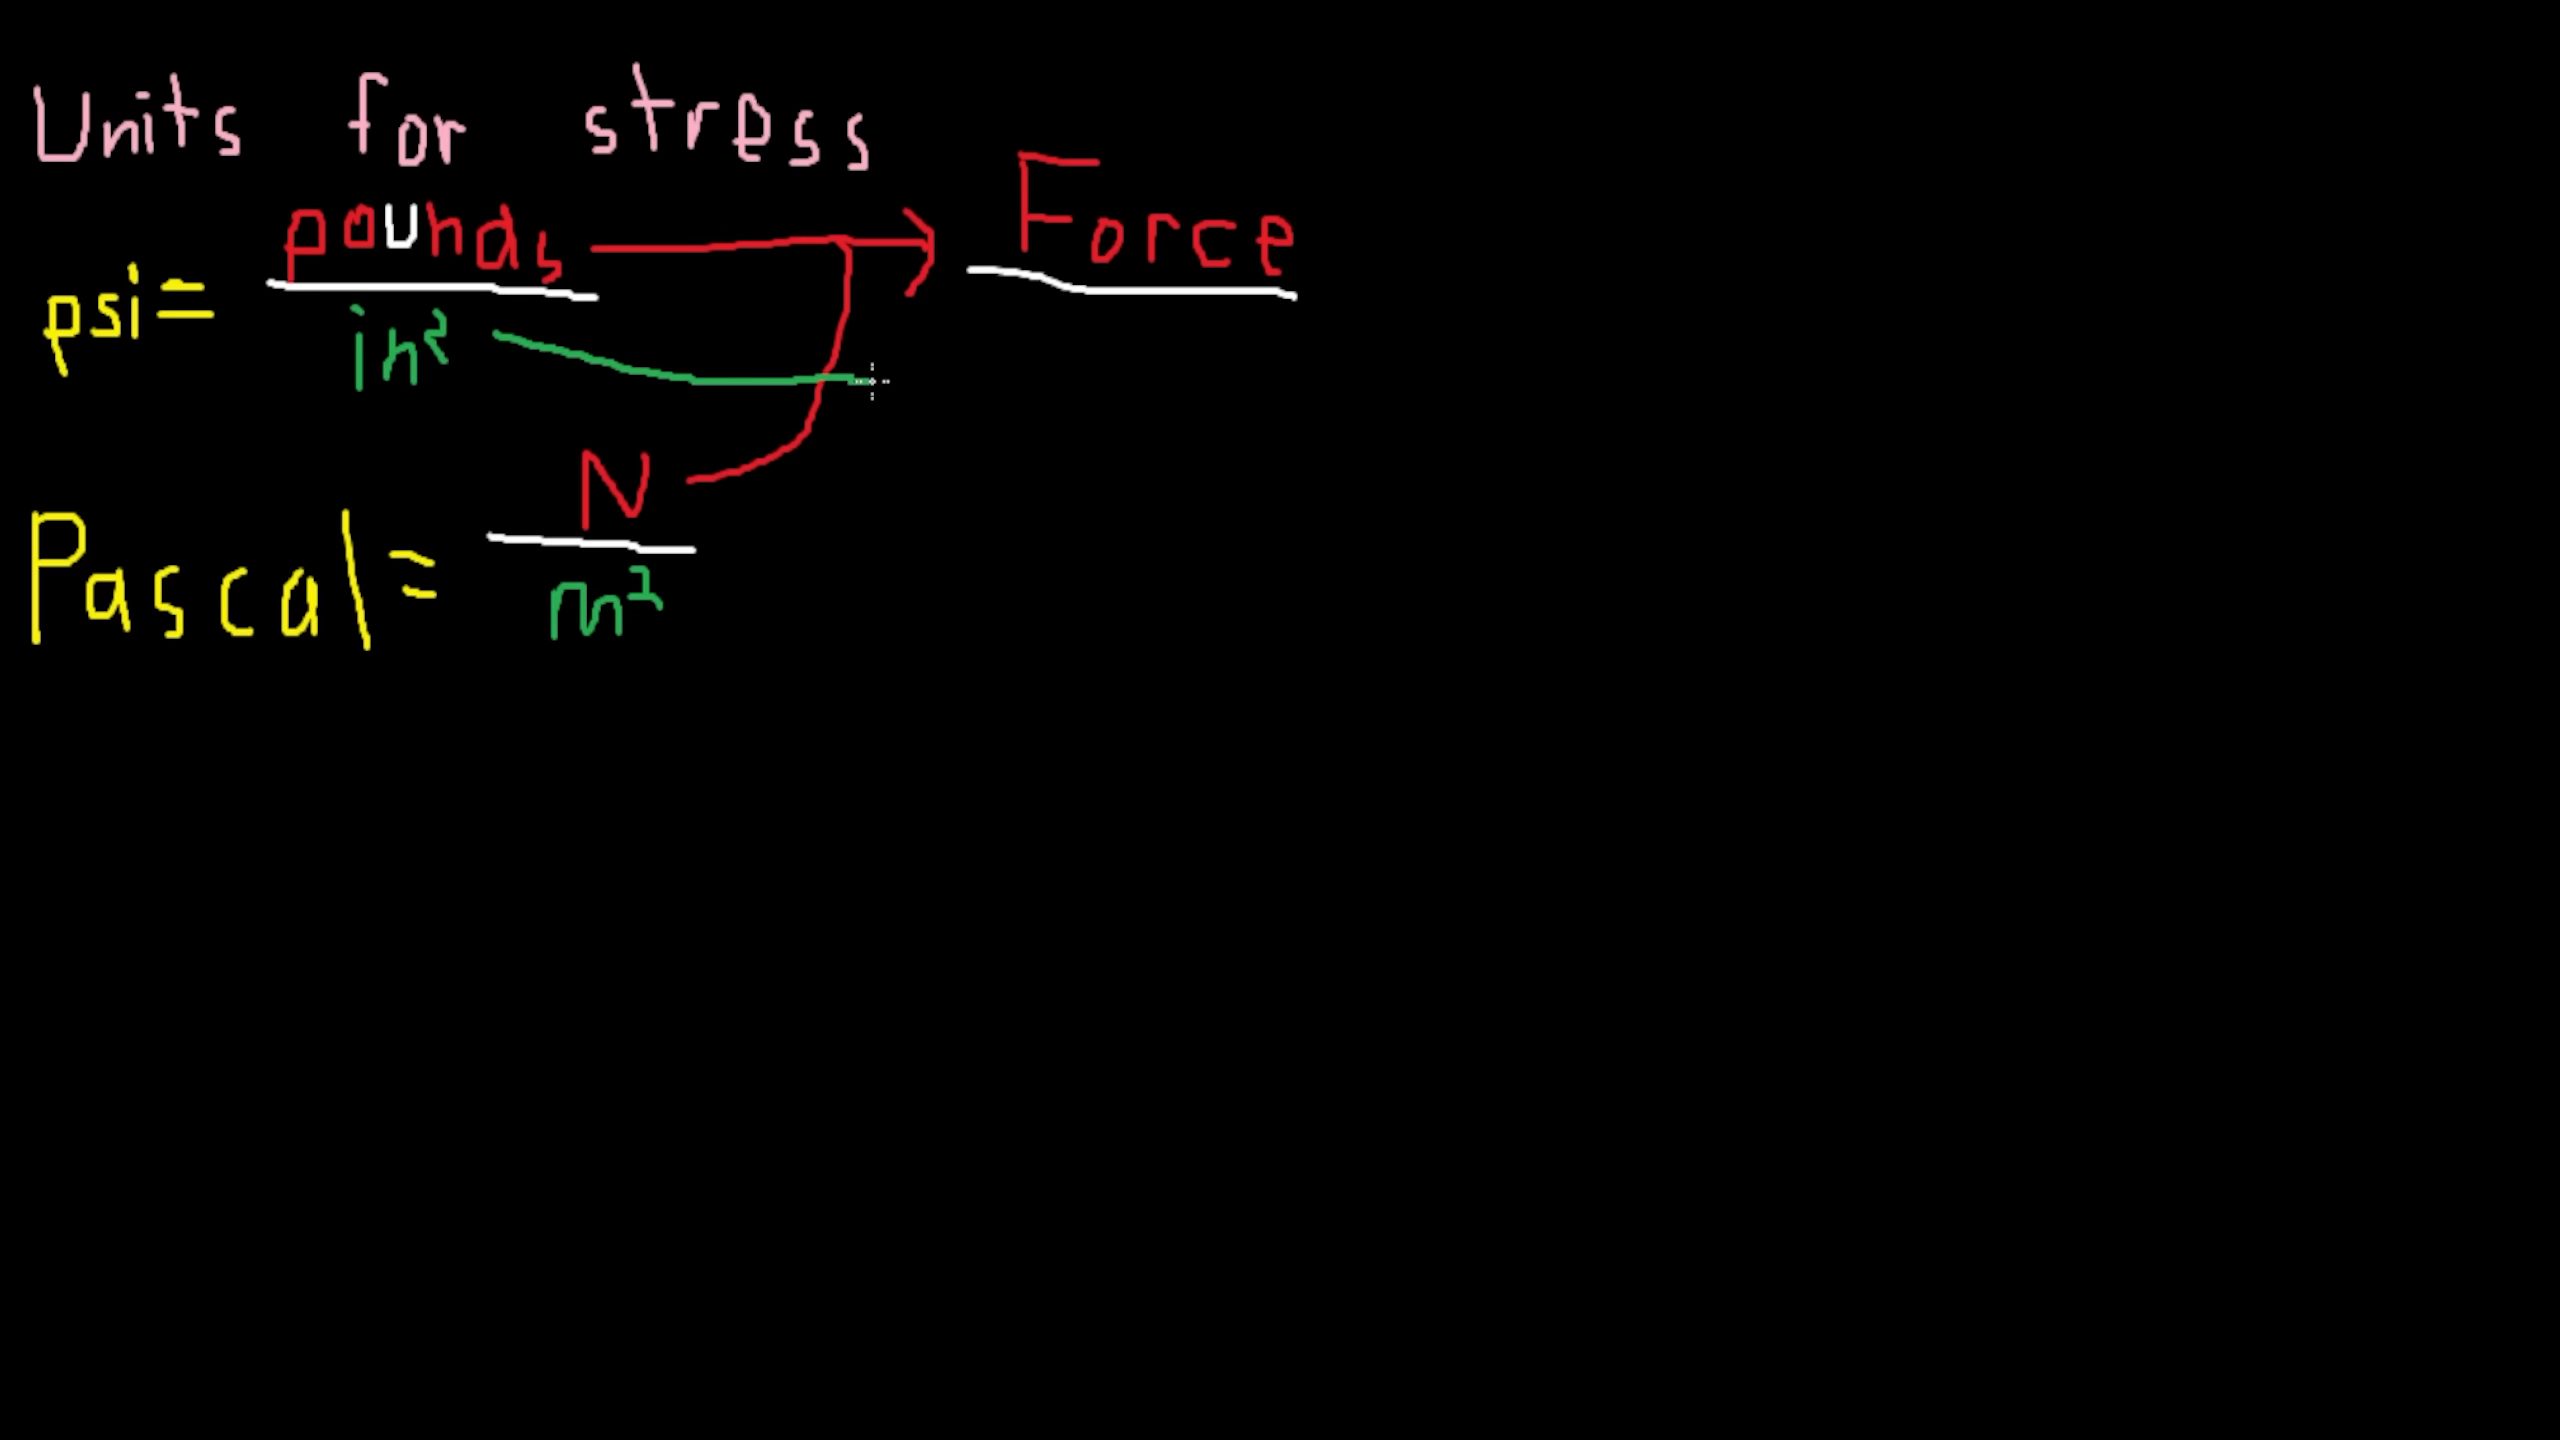 Units for stress
pounds
Force
psi =
in²
N
Pascal =
m²